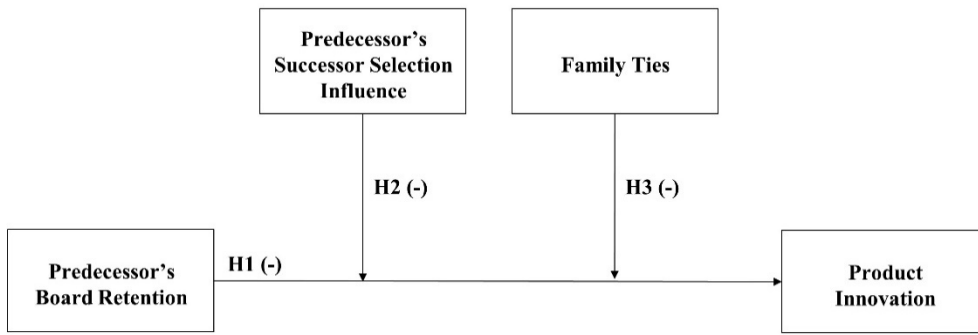 Predecessor’s
Successor Selection
Influence
Family Ties
H2 (-)
H3 (-)
Predecessor’s
Board Retention
H1 (-)
Product
Innovation